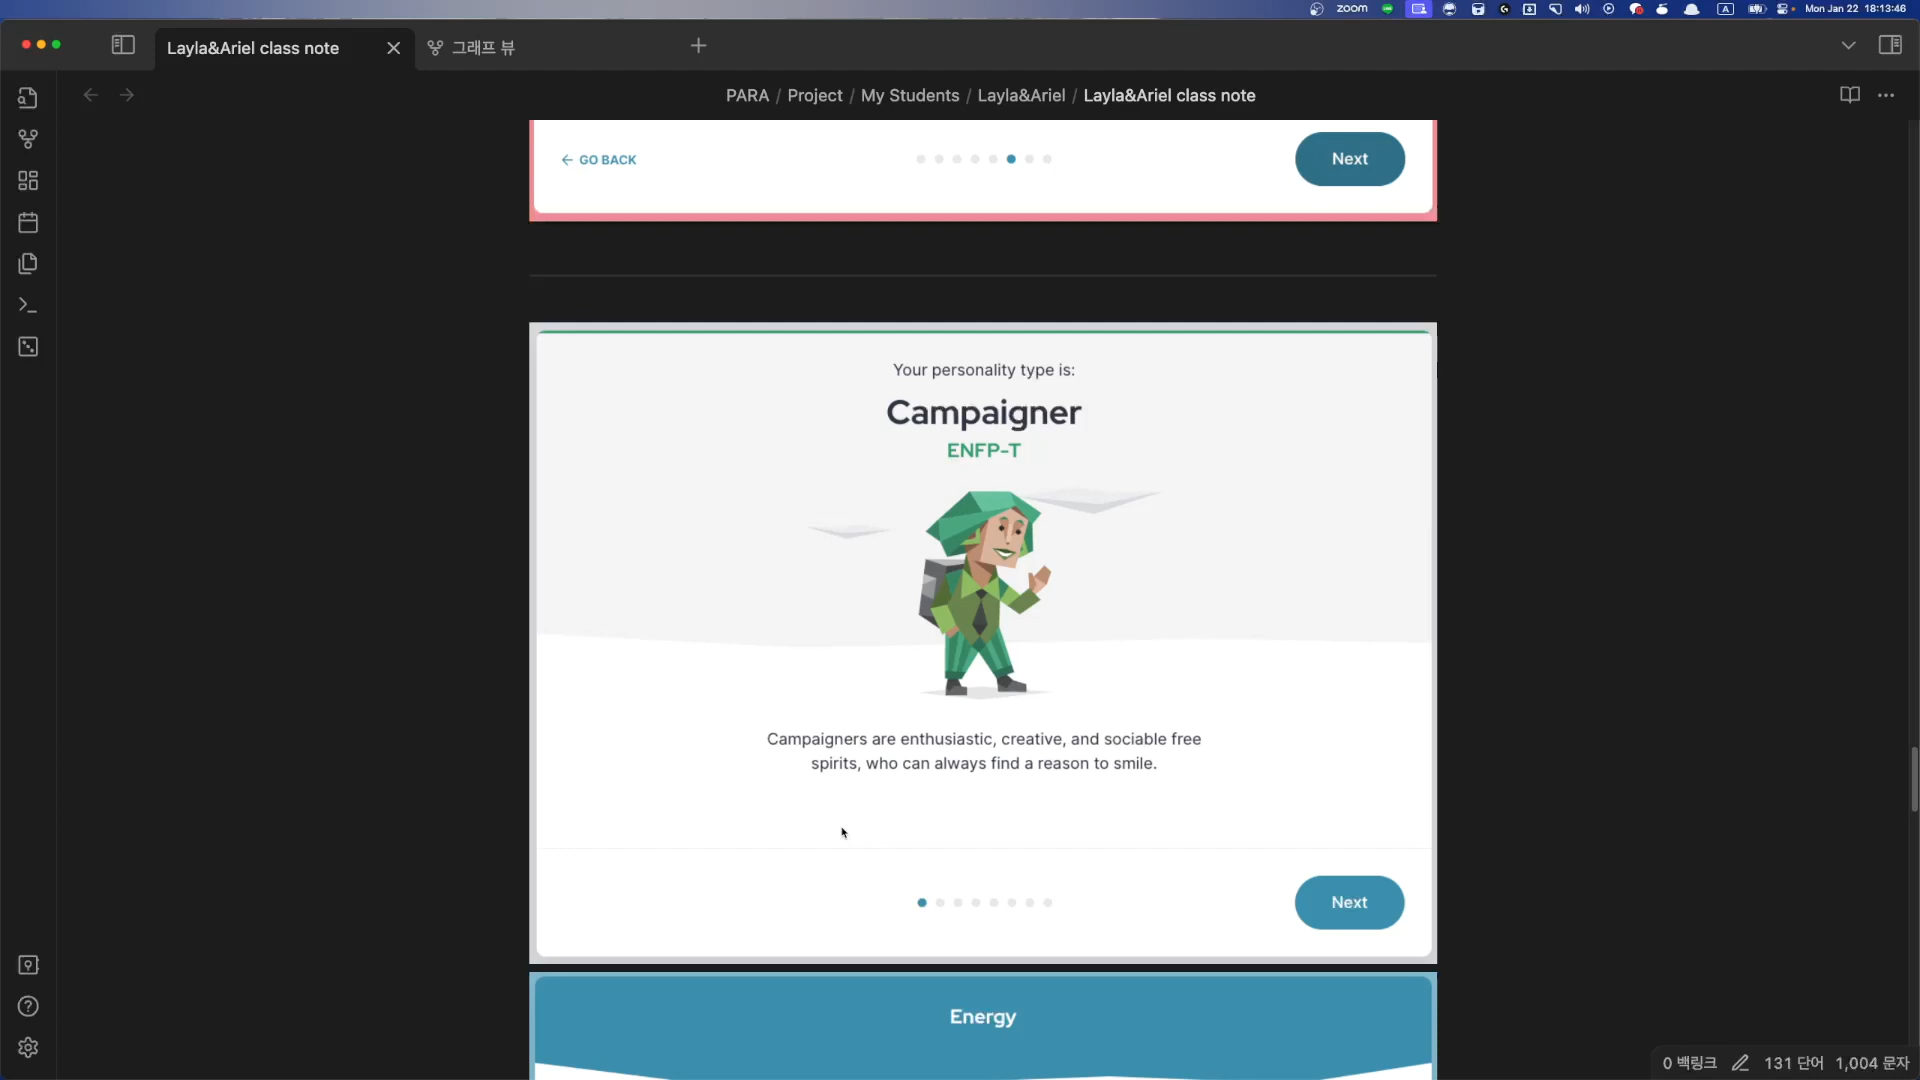 zoom
Mon Jan 22 18:13:46
Layla&Ariel class note
그래프 뷰
PARA / Project / My Students / Layla&Ariel / Layla&Ariel class note
← GO BACK
Next
Your personality type is:
Campaigner
ENFP-T
Campaigners are enthusiastic, creative, and sociable free
spirits, who can always find a reason to smile.
Next
Energy
0 백링크 131 단어 1,004 문자